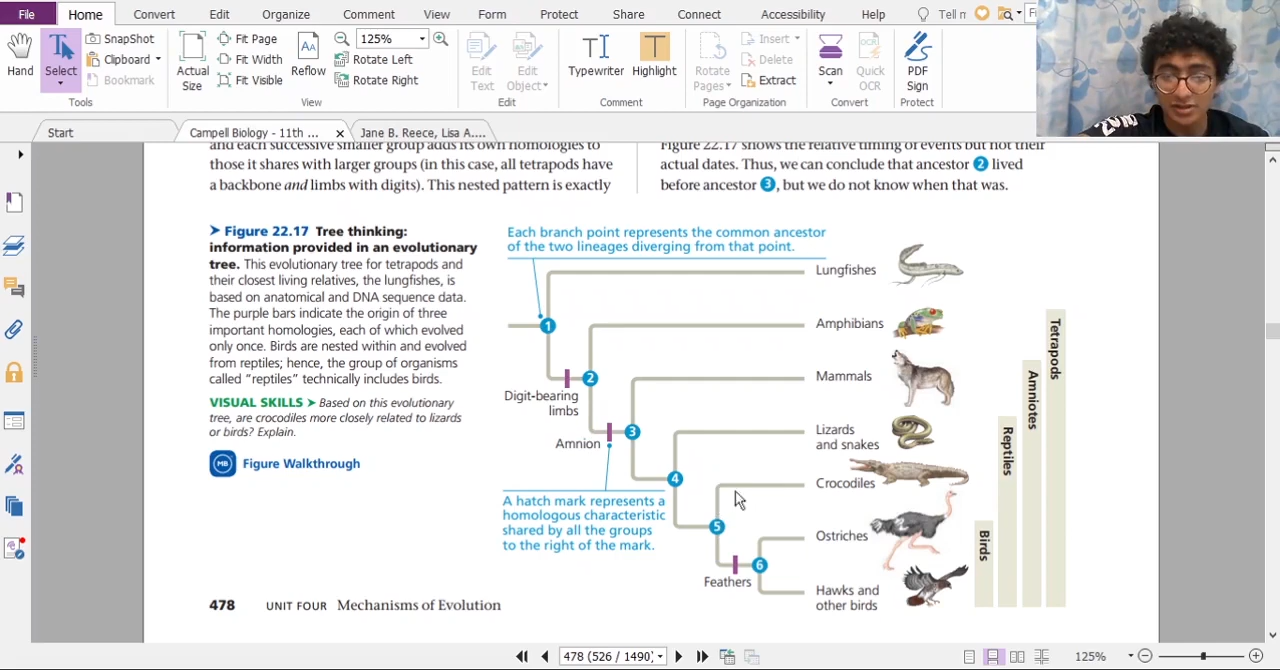 File Home Convert Edit Organize Comment View Form Protect Share Connect Accessibility Help Tell
Hand
Select
SnapShot
Clipboard
Bookmark
Tools
Actual Size
Fit Page
Fit Width
Fit Visible
Reflow
125%
Rotate Left
Rotate Right
View
Edit Text
Edit Object
Edit
Typewriter
Highlight
Comment
Rotate Pages
Insert
Delete
Extract
Page Organization
Scan
Quick OCR
Convert
PDF Sign
Protect
Start
Campell Biology - 11th ...
Jane B. Reece, Lisa A....
and each successive smaller group adds its own homologies to
those it shares with larger groups (in this case, all tetrapods have
a backbone and limbs with digits). This nested pattern is exactly
Figure 22.17 shows the relative timing of events but not their
actual dates. Thus, we can conclude that ancestor 2 lived
before ancestor 3, but we do not know when that was.
➤ Figure 22.17 Tree thinking:
information provided in an evolutionary
tree. This evolutionary tree for tetrapods and
their closest living relatives, the lungfishes, is
based on anatomical and DNA sequence data.
The purple bars indicate the origin of three
important homologies, each of which evolved
only once. Birds are nested within and evolved
from reptiles; hence, the group of organisms
called "reptiles" technically includes birds.
VISUAL SKILLS ➤ Based on this evolutionary
tree, are crocodiles more closely related to lizards
or birds? Explain.
MB Figure Walkthrough
Each branch point represents the common ancestor
of the two lineages diverging from that point.
Lungfishes
1
Amphibians
2
Digit-bearing
limbs
Mammals
3
Amnion
Lizards
and snakes
4
Crocodiles
A hatch mark represents a
homologous characteristic
shared by all the groups
to the right of the mark.
5
Ostriches
6
Feathers
Hawks and
other birds
Birds
Reptiles
Amniotes
Tetrapods
478 UNIT FOUR Mechanisms of Evolution
478 (526 / 1490)
125%